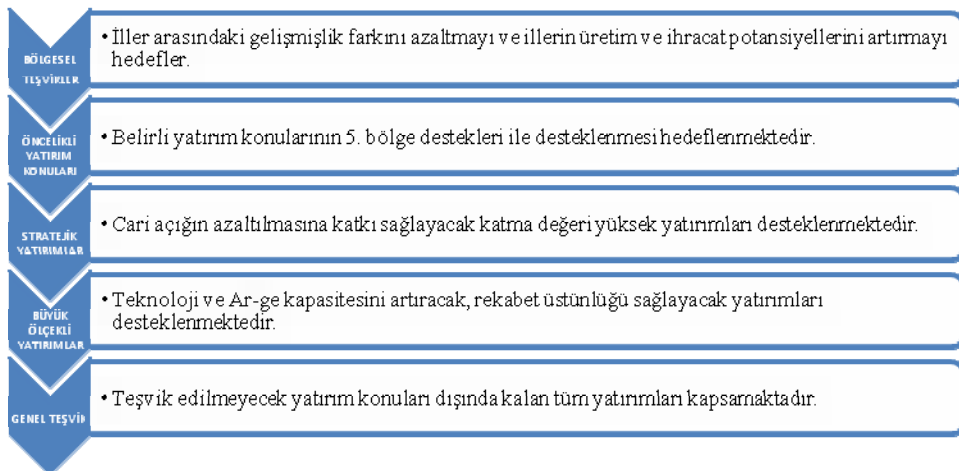 BÖLGESEL
TEŞVİKLER
• İller arasındaki gelişmişlik farkını azaltmayı ve illerin üretim ve ihracat potansiyellerini artırmayı
hedefler.
ÖNCELİKLİ
YATIRIM
KONULARI
• Belirli yatırım konularının 5. bölge destekleri ile desteklenmesi hedeflenmektedir.
STRATEJİK
YATIRIMLAR
• Cari açığın azaltılmasına katkı sağlayacak katma değeri yüksek yatırımları desteklenmektedir.
BÜYÜK
ÖLÇEKLİ
YATIRIMLAR
• Teknoloji ve Ar-ge kapasitesini artıracak, rekabet üstünlüğü sağlayacak yatırımları
desteklenmektedir.
GENEL TEŞVİK
• Teşvik edilmeyecek yatırım konuları dışında kalan tüm yatırımları kapsamaktadır.